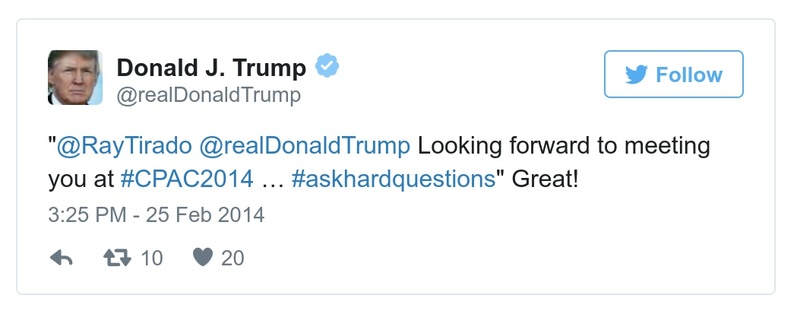 Donald J. Trump
@realDonaldTrump
Follow
"@RayTirado @realDonaldTrump Looking forward to meeting
you at #CPAC2014 … #askhardquestions" Great!
3:25 PM - 25 Feb 2014
10 20